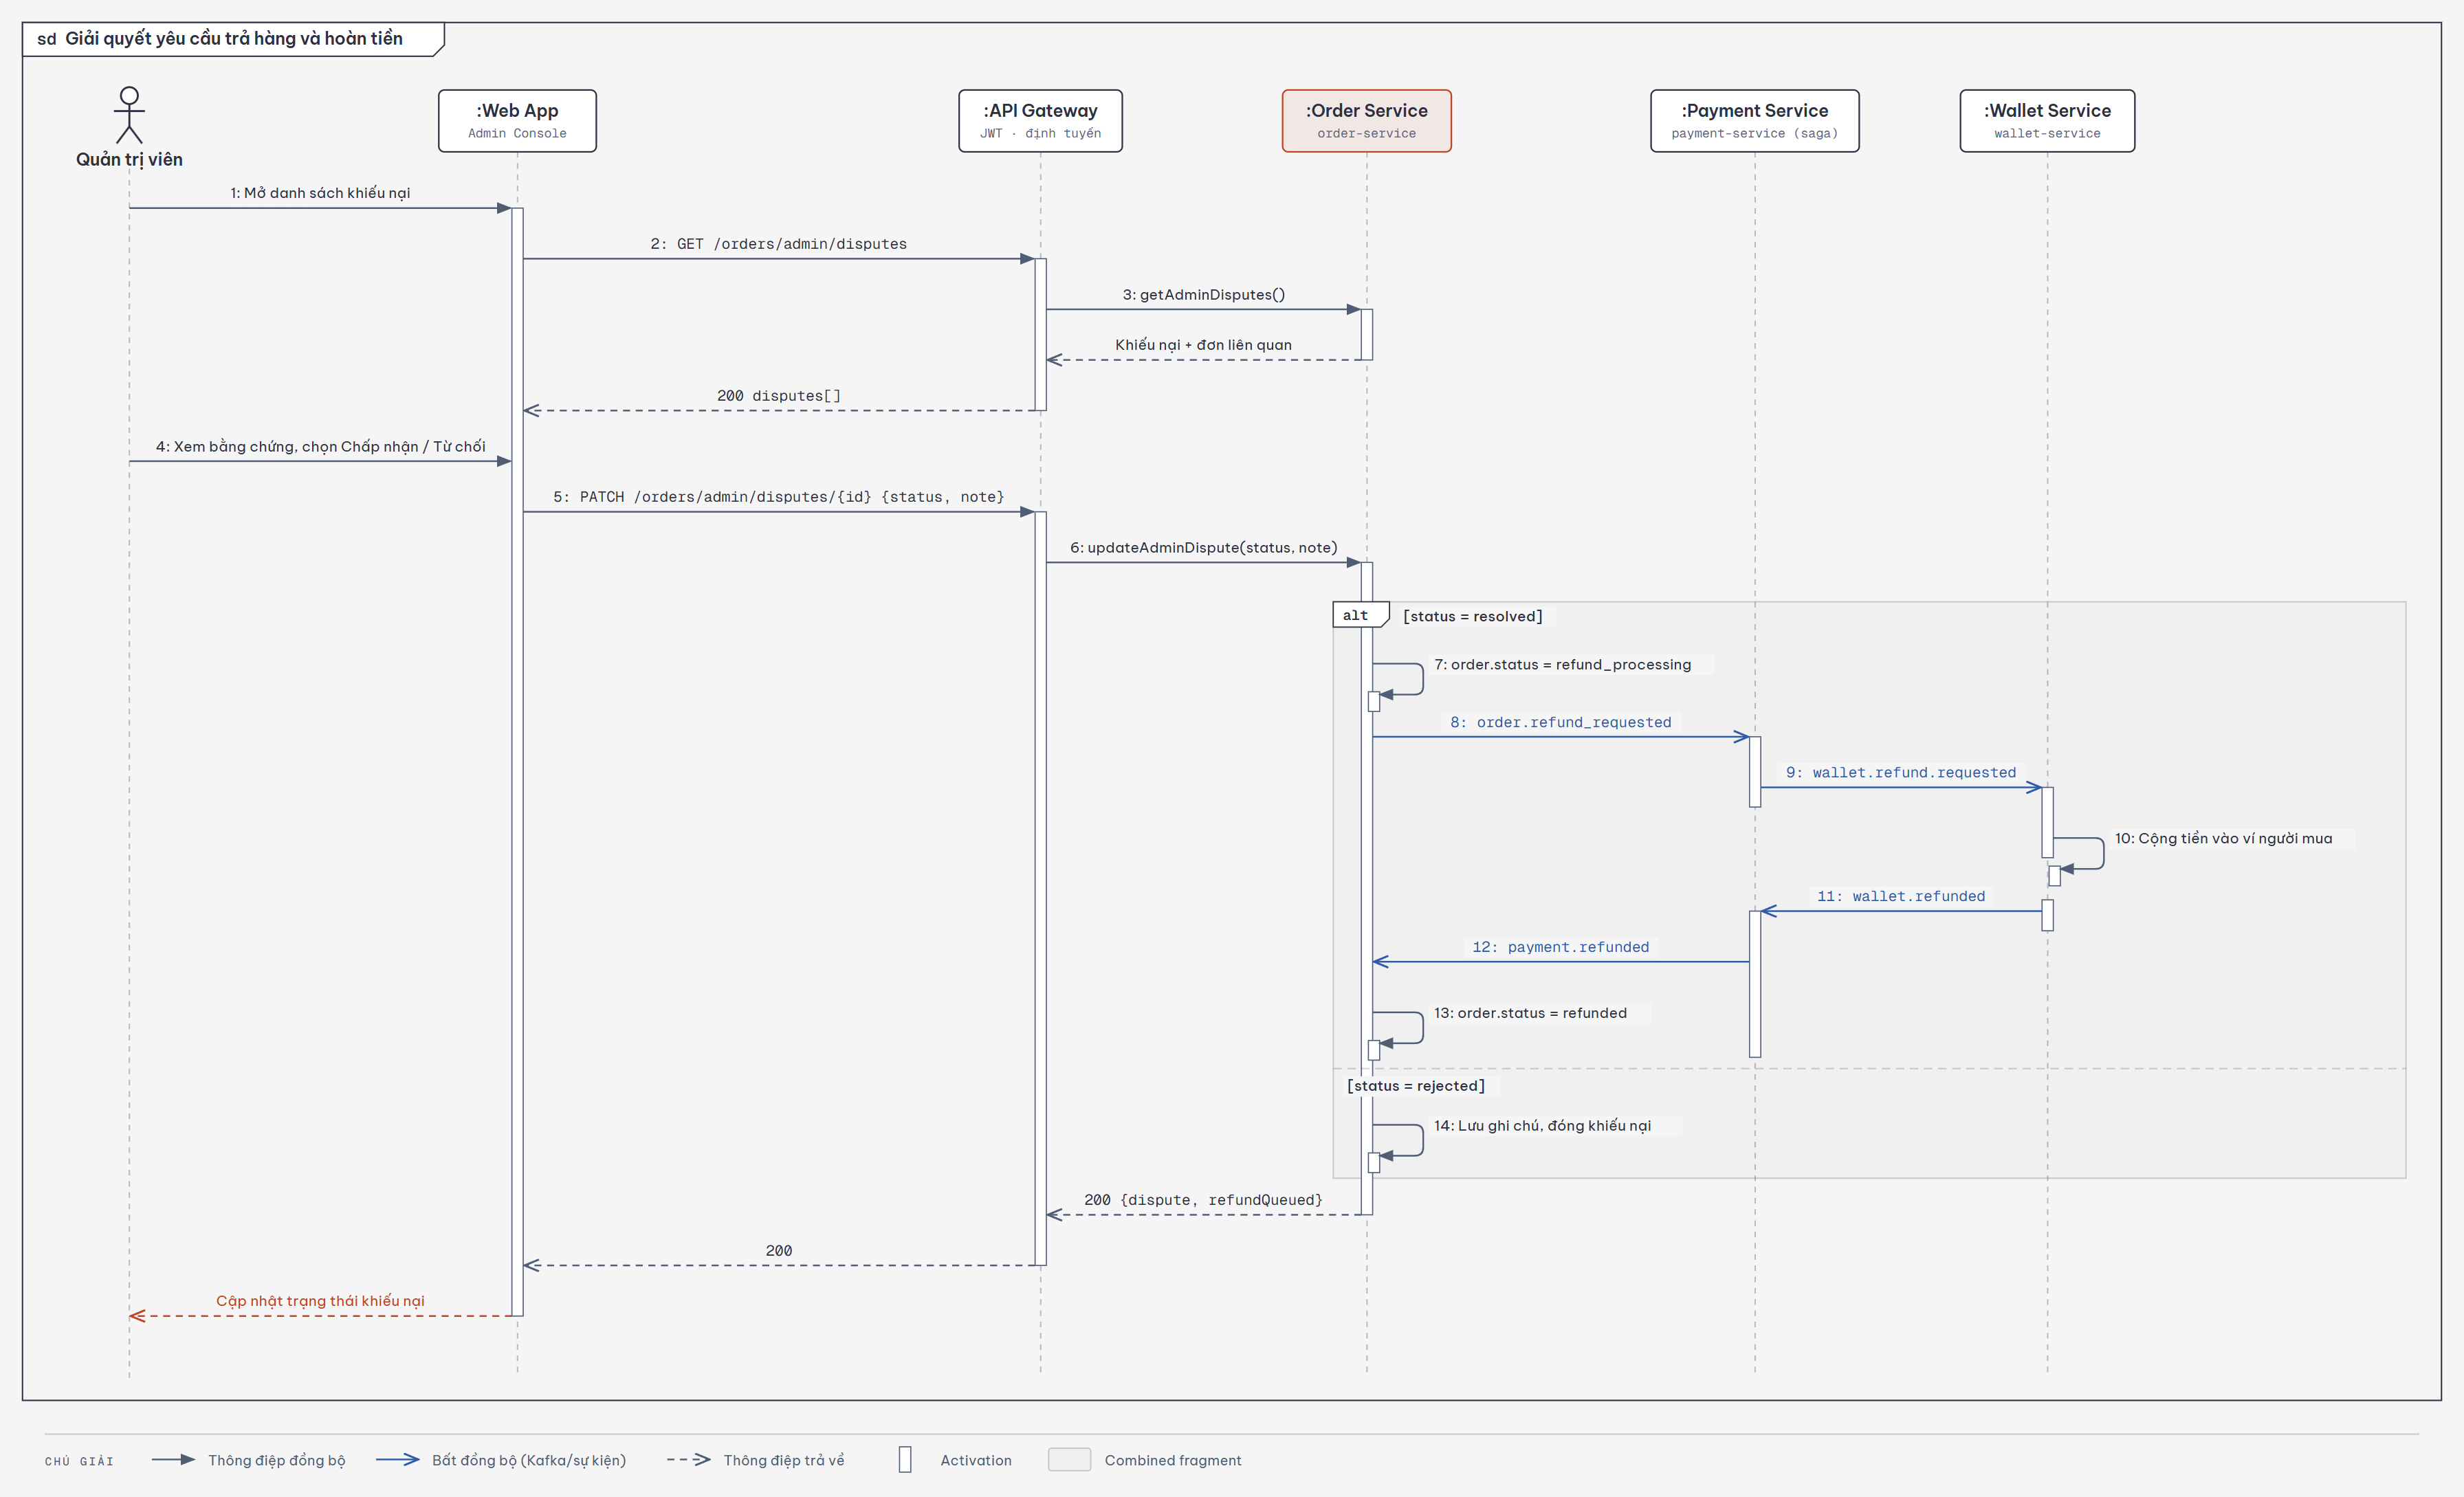 sd Giải quyết yêu cầu trả hàng và hoàn tiền
Quản trị viên
:Web App
Admin Console
:API Gateway
JWT · định tuyến
:Order Service
order-service
:Payment Service
payment-service (saga)
:Wallet Service
wallet-service
1: Mở danh sách khiếu nại
2: GET /orders/admin/disputes
3: getAdminDisputes()
Khiếu nại + đơn liên quan
200 disputes[]
4: Xem bằng chứng, chọn Chấp nhận / Từ chối
5: PATCH /orders/admin/disputes/{id} {status, note}
6: updateAdminDispute(status, note)
alt [status = resolved]
7: order.status = refund_processing
8: order.refund_requested
9: wallet.refund.requested
10: Cộng tiền vào ví người mua
11: wallet.refunded
12: payment.refunded
13: order.status = refunded
[status = rejected]
14: Lưu ghi chú, đóng khiếu nại
200 {dispute, refundQueued}
200
Cập nhật trạng thái khiếu nại
CHÚ GIẢI
Thông điệp đồng bộ
Bất đồng bộ (Kafka/sự kiện)
Thông điệp trả về
Activation
Combined fragment